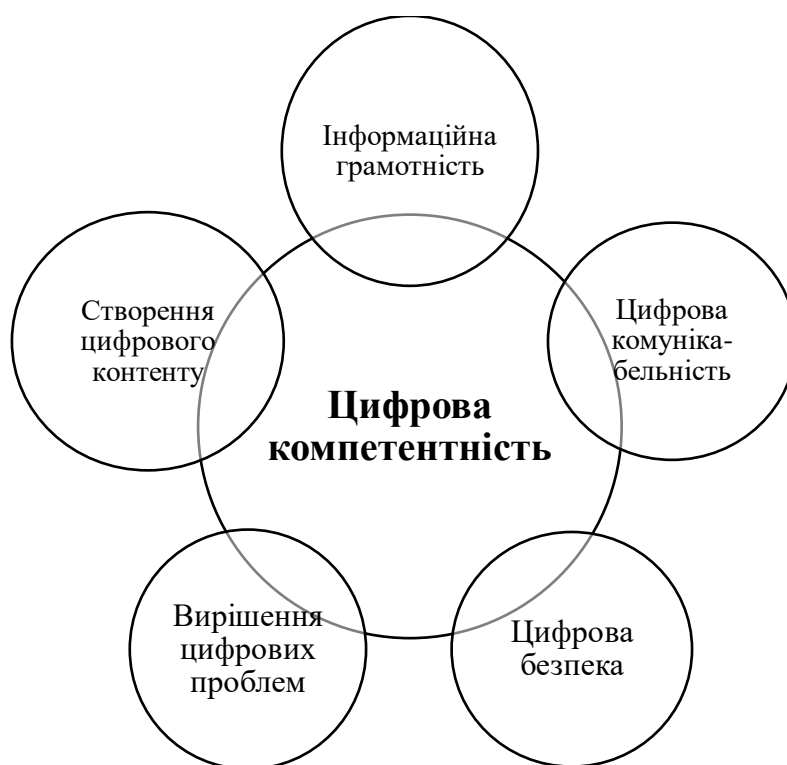 Інформаційна
грамотність
Створення
цифрового
контенту
Цифрова
комуніка-
бельність
Цифрова
компетентність
Вирішення
цифрових
проблем
Цифрова
безпека